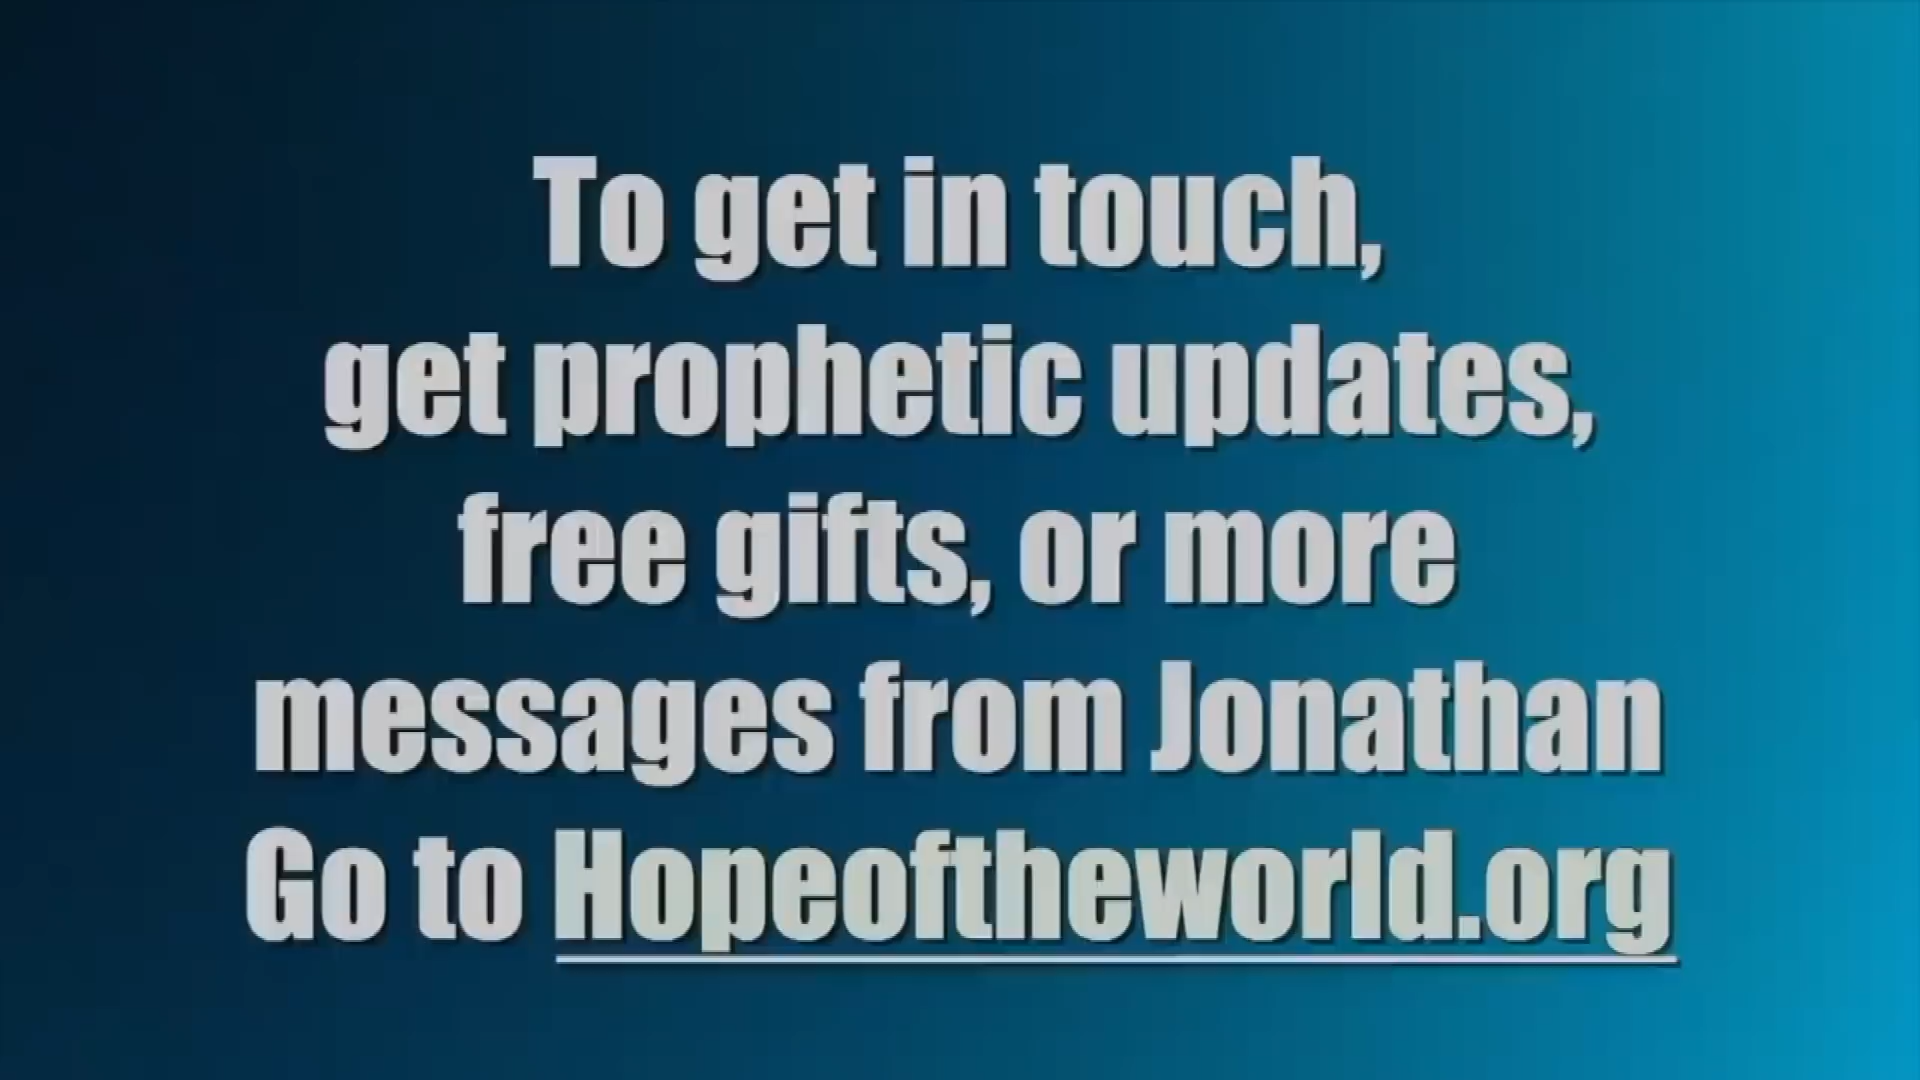 To get in touch,
get prophetic updates,
free gifts, or more
messages from Jonathan
Go to Hopeoftheworld.org